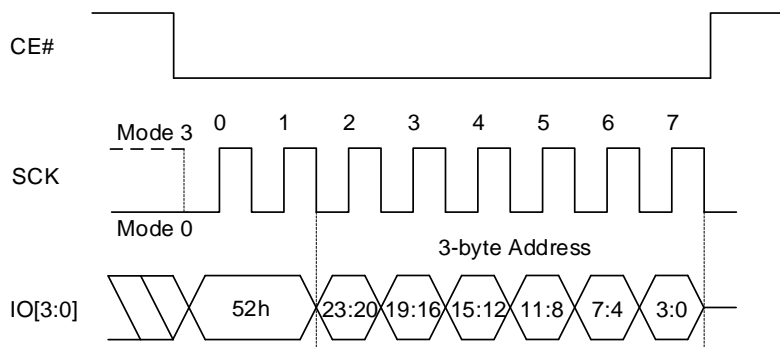 CE#
0 1 2 3 4 5 6 7
Mode 3
SCK
Mode 0
3-byte Address
IO[3:0] 52h 23:20 19:16 15:12 11:8 7:4 3:0